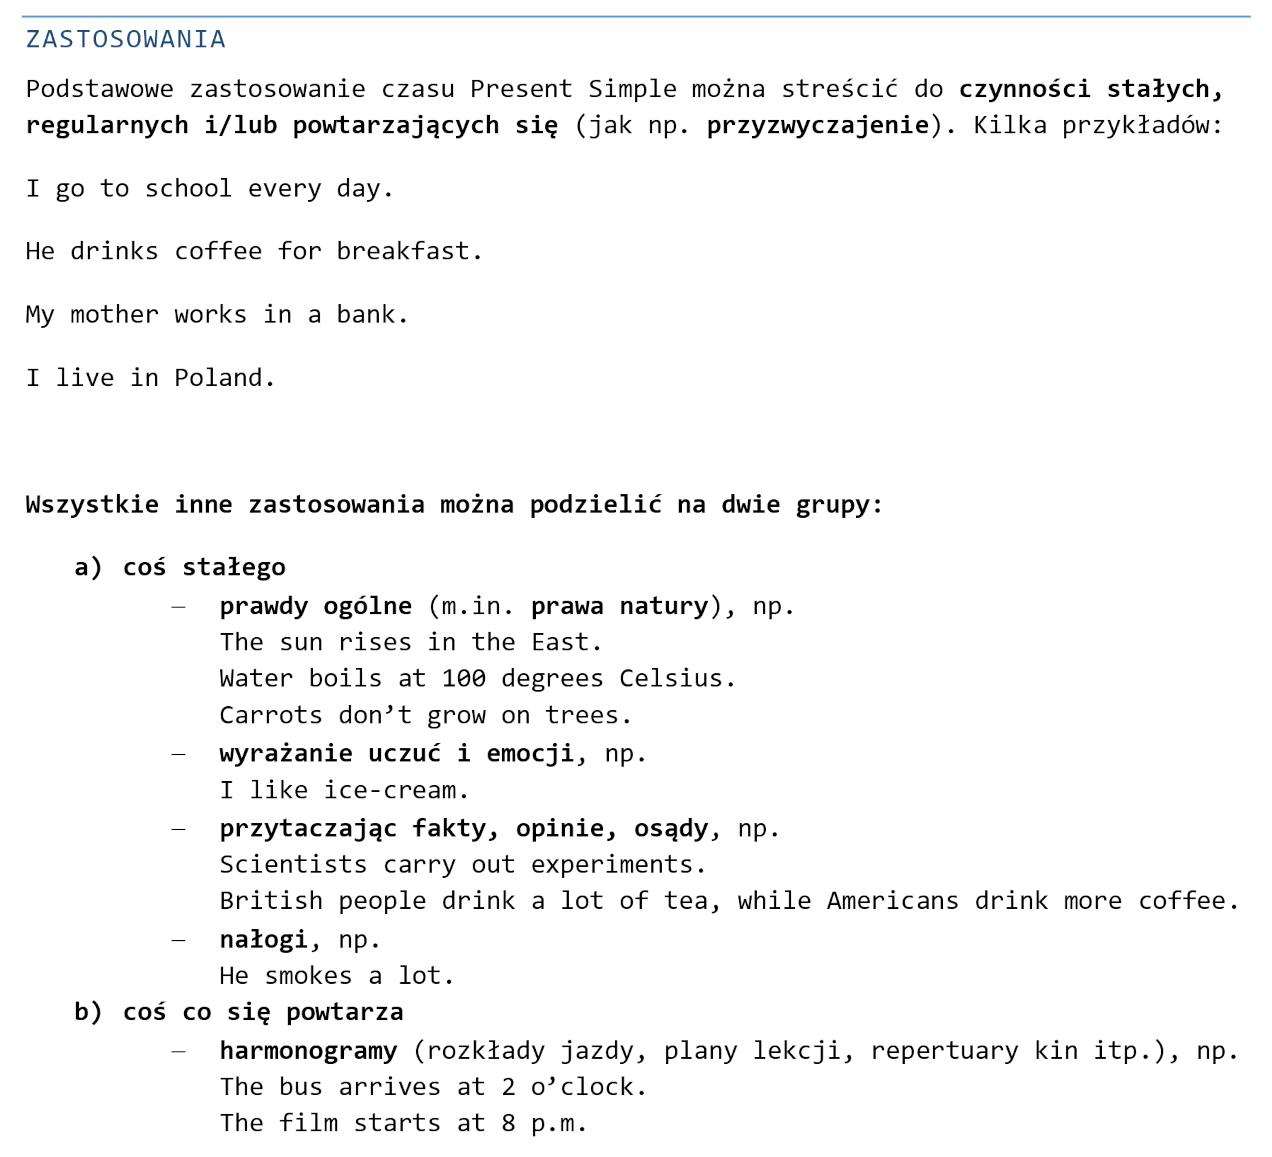 ZASTOSOWANIA
Podstawowe zastosowanie czasu Present Simple można streścić do czynności stałych,
regularnych i/lub powtarzających się (jak np. przyzwyczajenie). Kilka przykładów:
I go to school every day.
He drinks coffee for breakfast.
My mother works in a bank.
I live in Poland.
Wszystkie inne zastosowania można podzielić na dwie grupy:
a) coś stałego
– prawdy ogólne (m.in. prawa natury), np.
The sun rises in the East.
Water boils at 100 degrees Celsius.
Carrots don’t grow on trees.
– wyrażanie uczuć i emocji, np.
I like ice-cream.
– przytaczając fakty, opinie, osądy, np.
Scientists carry out experiments.
British people drink a lot of tea, while Americans drink more coffee.
– nałogi, np.
He smokes a lot.
b) coś co się powtarza
– harmonogramy (rozkłady jazdy, plany lekcji, repertuary kin itp.), np.
The bus arrives at 2 o’clock.
The film starts at 8 p.m.